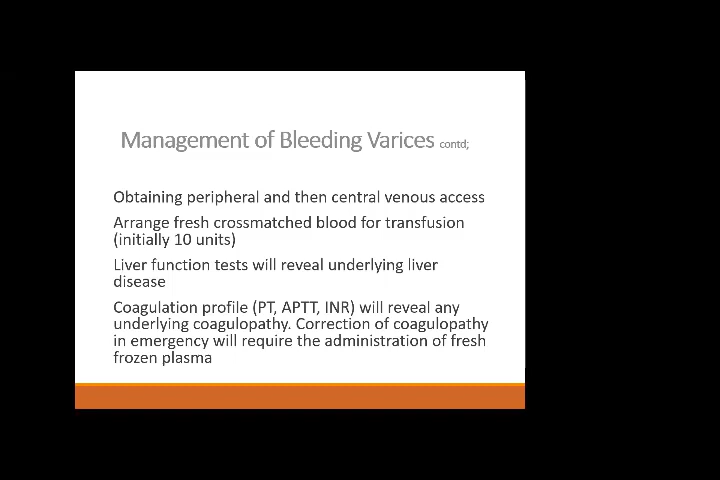 Management of Bleeding Varices contd;
Obtaining peripheral and then central venous access
Arrange fresh crossmatched blood for transfusion
(initially 10 units)
Liver function tests will reveal underlying liver
disease
Coagulation profile (PT, APTT, INR) will reveal any
underlying coagulopathy. Correction of coagulopathy
in emergency will require the administration of fresh
frozen plasma